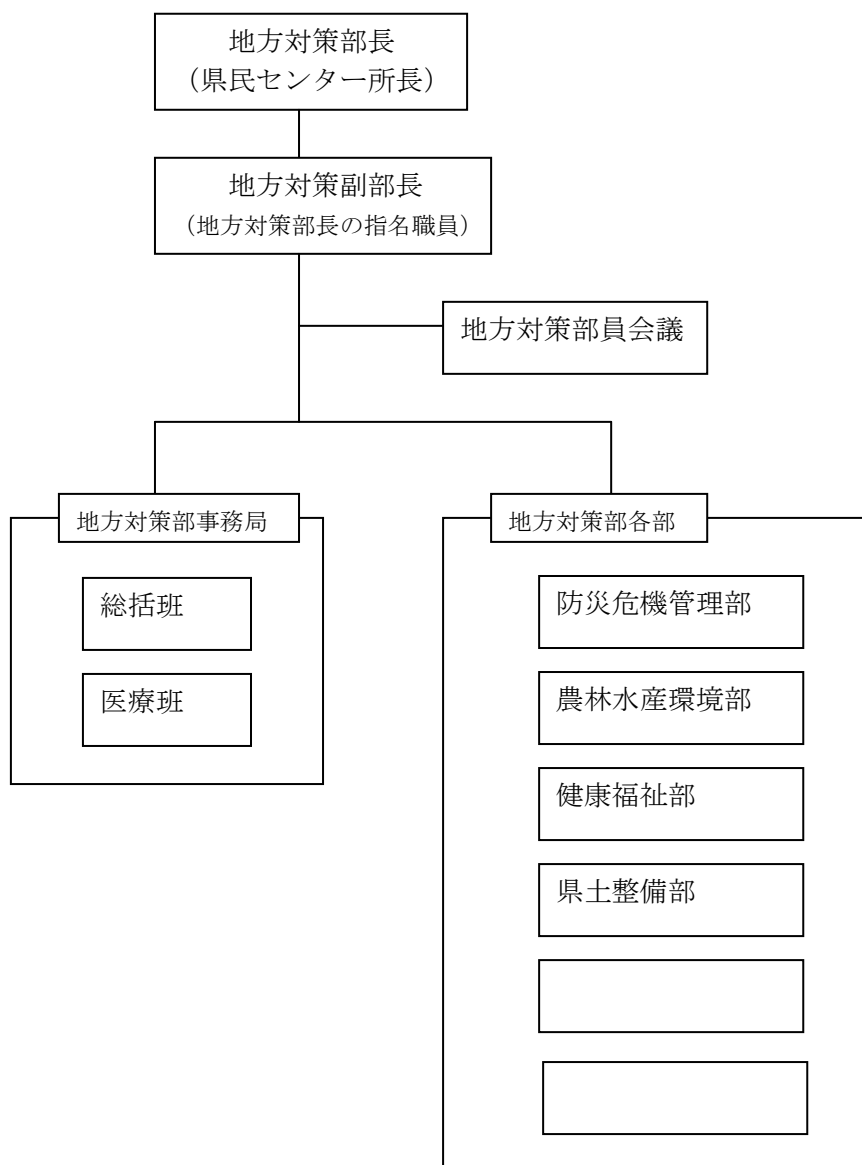 地方対策部長
(県民センター所長)
地方対策副部長
(地方対策部長の指名職員)
地方対策部員会議
地方対策部事務局
地方対策部各部
総括班
医療班
防災危機管理部
農林水産環境部
健康福祉部
県土整備部